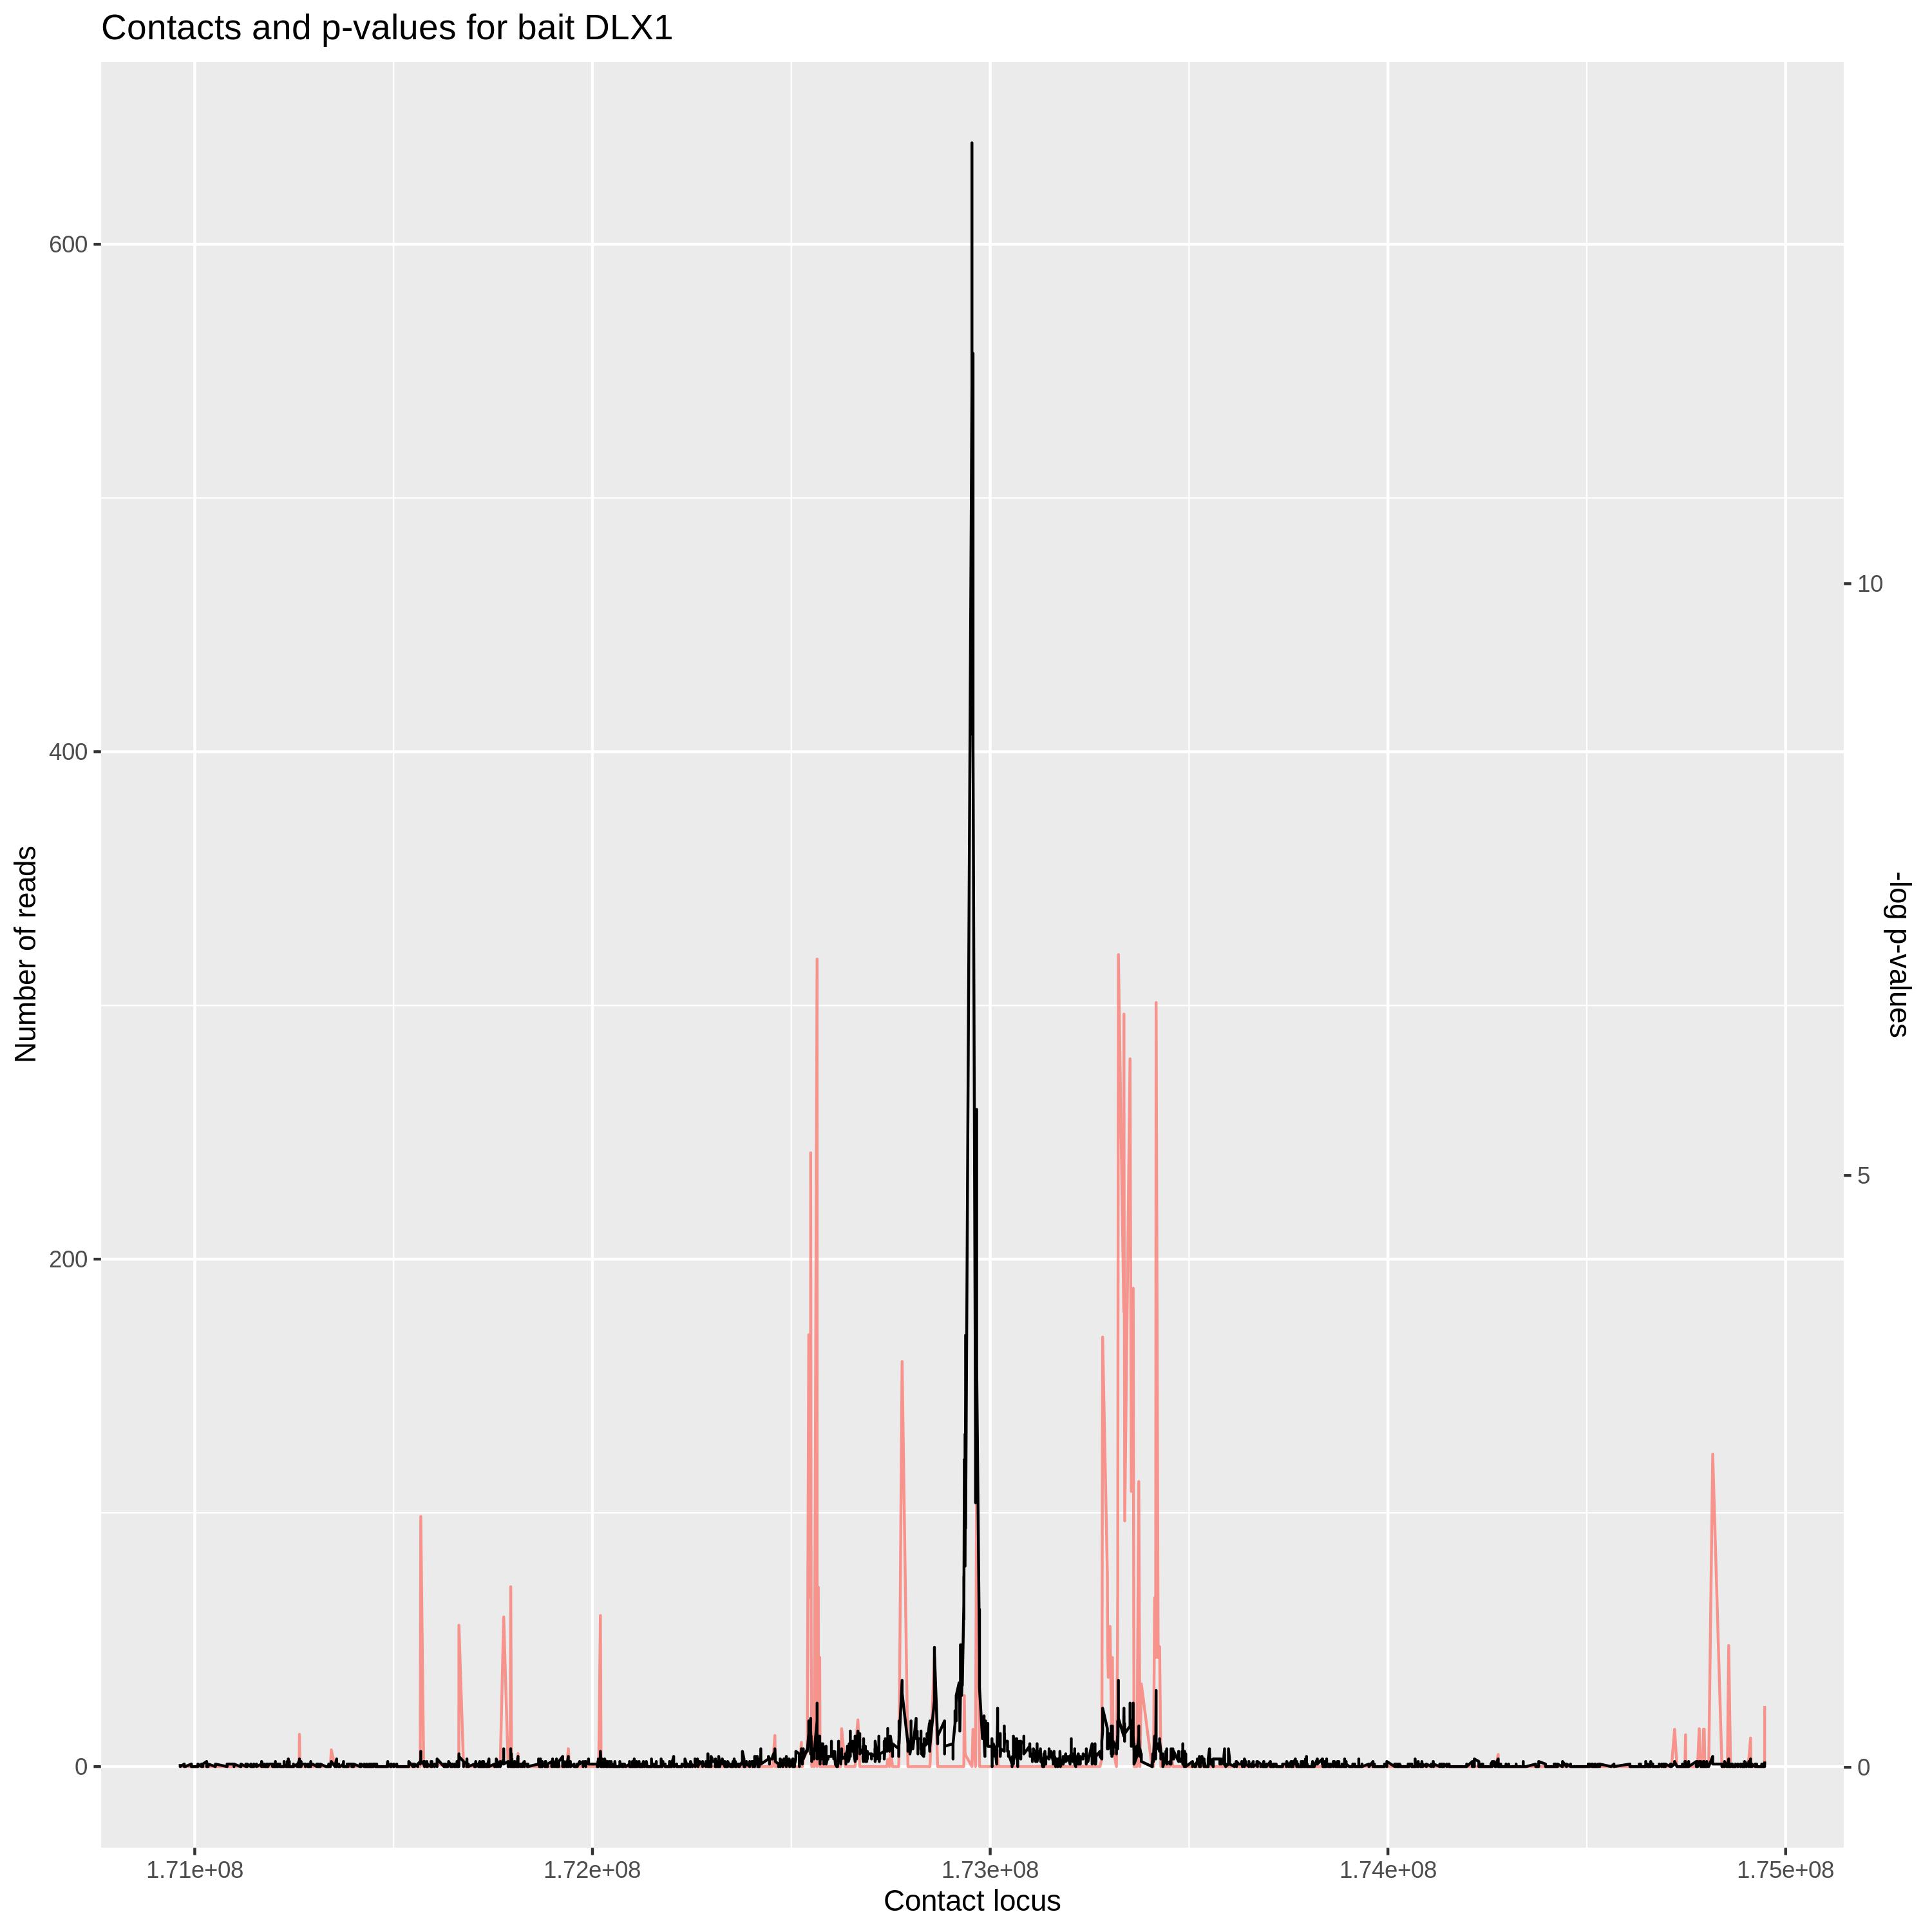 Contacts and p-values for bait DLX1
Number of reads
600
400
200
0
10
5
0
-log p-values
1.71e+08
1.72e+08
1.73e+08
1.74e+08
1.75e+08
Contact locus